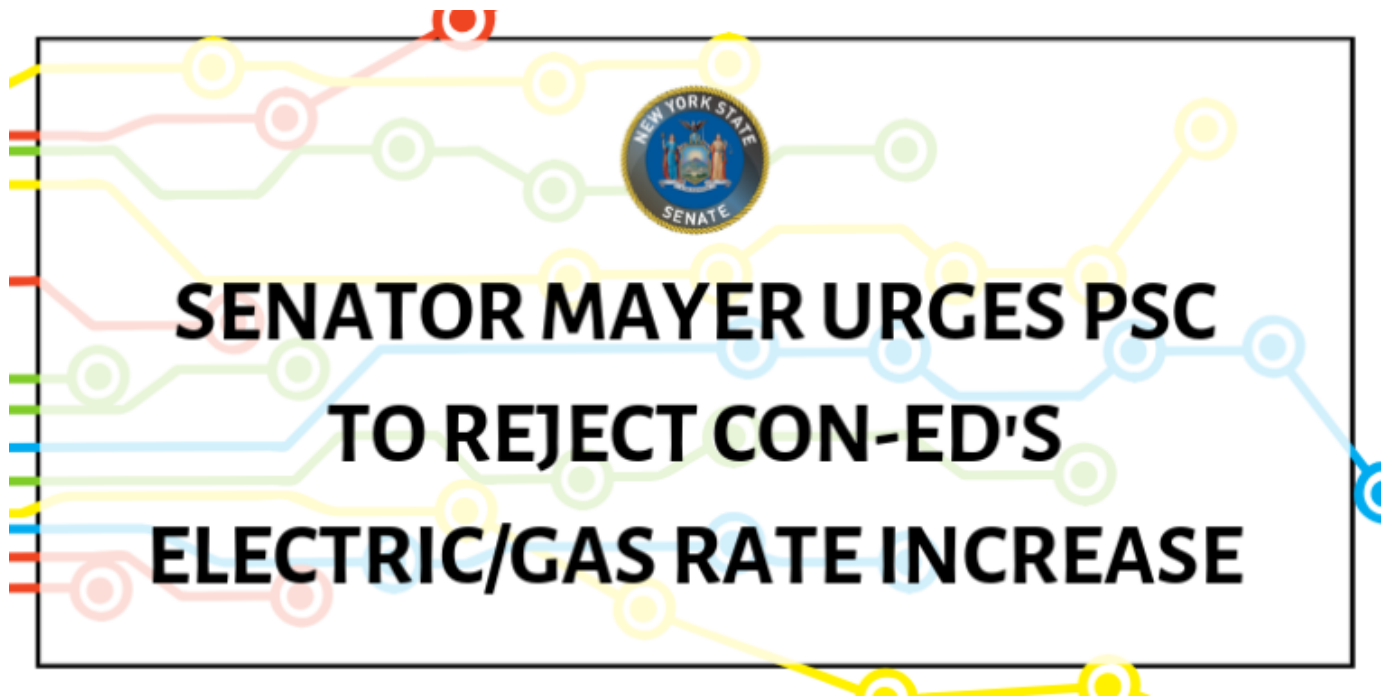 NEW YORK STATE
SENATE
SENATOR MAYER URGES PSC
TO REJECT CON-ED'S
ELECTRIC/GAS RATE INCREASE